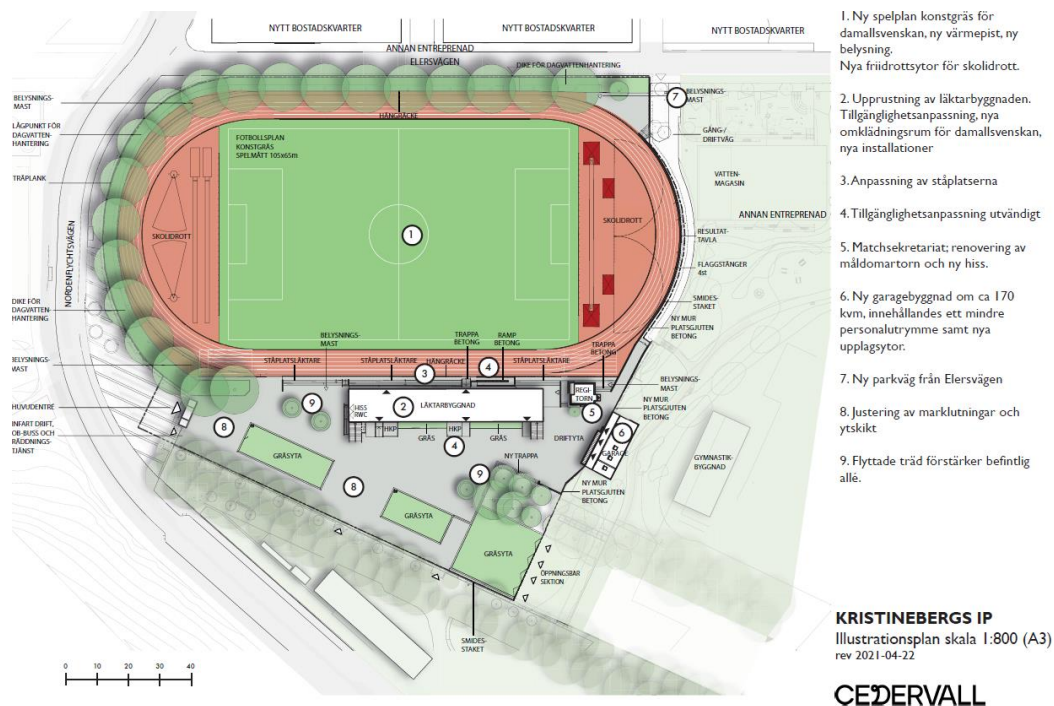 NYTT BOSTADSKVARTER
NYTT BOSTADSKVARTER
NYTT BOSTADSKVARTER
ANNAN ENTREPRENAD
ELERSVÄGEN
DIKE FÖR DAGVATTENHANTERING
BELYSNINGS-
MAST
LÅGPUNKT FÖR
DAGVATTEN-
HANTERING
TRÄPLANK
NORDENFLYCHTSVÄGEN
DIKE FÖR
DAGVATTEN
HANTERING
BELYSNINGS-
MAST
HUVUDENTRÉ
INFART DRIFT,
OB-BUSS OCH
RÄDDNINGS-
TJÄNST
HÄNGRÄCKE
FOTBOLLSPLAN
KONSTGRÄS
SPELMÅTT 105x65m
SKOLIDROTT
1
SKOLIDROTT
7
BELYSNINGS-
MAST
GÅNG-/
DRIFTVÄG
VATTEN-
MAGASIN
ANNAN ENTREPRENAD
RESULTAT-
TAVLA
FLAGGSTÄNGER
4st
SMIDES-
STAKET
NY MUR
PLATSGJUTEN
BETONG
BELYSNINGS-
MAST
TRAPPA
BETONG
RAMP
BETONG
TRAPPA
BETONG
STÅPLATSLÄKTARE
STÅPLATSLÄKTARE
HÄNGRÄCKE
STÅPLATSLÄKTARE
3
4
9
HISS
RWC
2
LÄKTARBYGGNAD
REGI-
TORN
5
BELYSNINGS-
MAST
NY MUR
PLATSGJUTEN
BETONG
8
HKP
GRÄS
HKP
GRÄS
4
DRIFTYTA
6
GARAGE
GYMNASTIK-
BYGGNAD
GRÄSYTA
8
9
NY TRAPPA
NY MUR
PLATSGJUTEN
BETONG
GRÄSYTA
GRÄSYTA
ÖPPNINGSBAR
SEKTION
SMIDES-
STAKET
0 10 20 30 40
1. Ny spelplan konstgräs för
damallsvenskan, ny värmepist, ny
belysning.
Nya friidrottsytor för skolidrott.
2. Upprustning av läktarbyggnaden.
Tillgänglighetsanpassning, nya
omklädningsrum för damallsvenskan,
nya installationer
3. Anpassning av ståplatserna
4. Tillgänglighetsanpassning utvändigt
5. Matchsekretariat; renovering av
måldomartorn och ny hiss.
6. Ny garagebyggnad om ca 170
kvm, innehållandes ett mindre
personalutrymme samt nya
upplagsytor.
7. Ny parkväg från Elersvägen
8. Justering av marklutningar och
ytskikt
9. Flyttade träd förstärker befintlig
allé.
KRISTINEBERGS IP
Illustrationsplan skala 1:800 (A3)
rev 2021-04-22
CEDERVALL